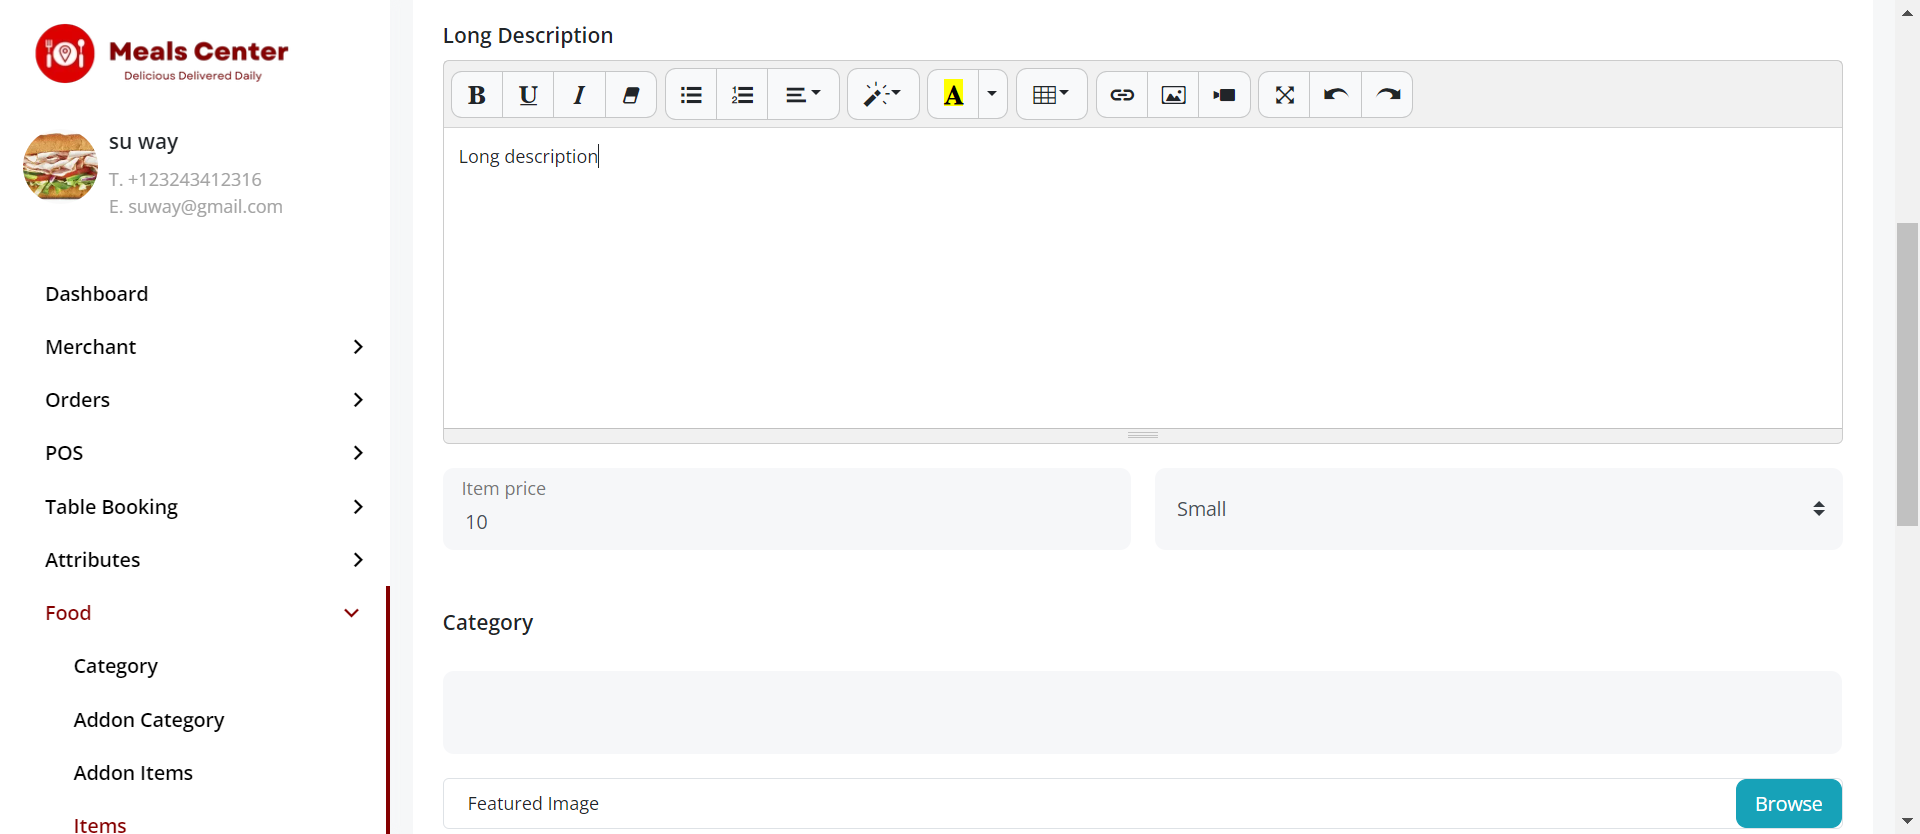 Meals Center
Delicious Delivered Daily
su way
T. +123243412316
E. suway@gmail.com
Dashboard
Merchant
Orders
POS
Table Booking
Attributes
Food
Category
Addon Category
Addon Items
Items
Long Description
B U I A
Long description
Item price
10
Small
Category
Featured Image
Browse